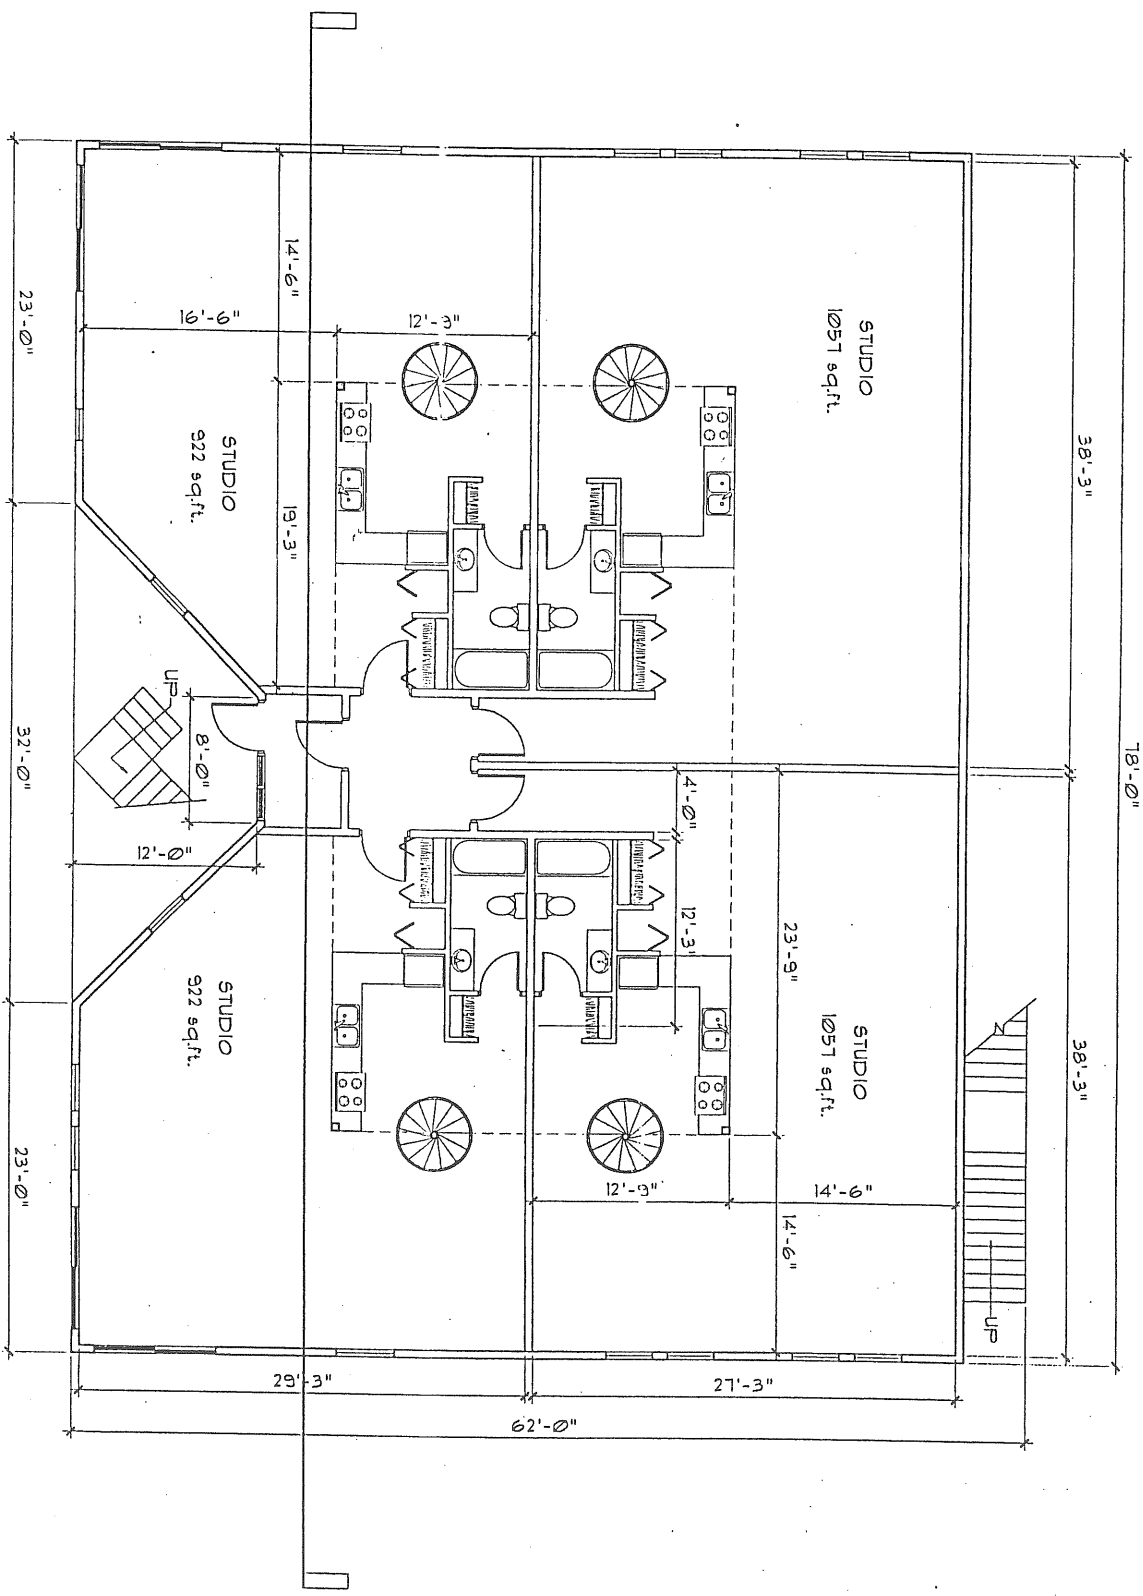 78'-0"
38'-3"
38'-3"
STUDIO
1057 sq.ft.
STUDIO
1057 sq.ft.
UP
14'-6"
23'-9"
4'-0"
12'-3"
14'-6"
12'-9"
27'-3"
62'-0"
14'-6"
16'-6"
12'-9"
19'-3"
STUDIO
922 sq.ft.
STUDIO
922 sq.ft.
UP
8'-0"
12'-0"
29'-3"
23'-0"
32'-0"
23'-0"